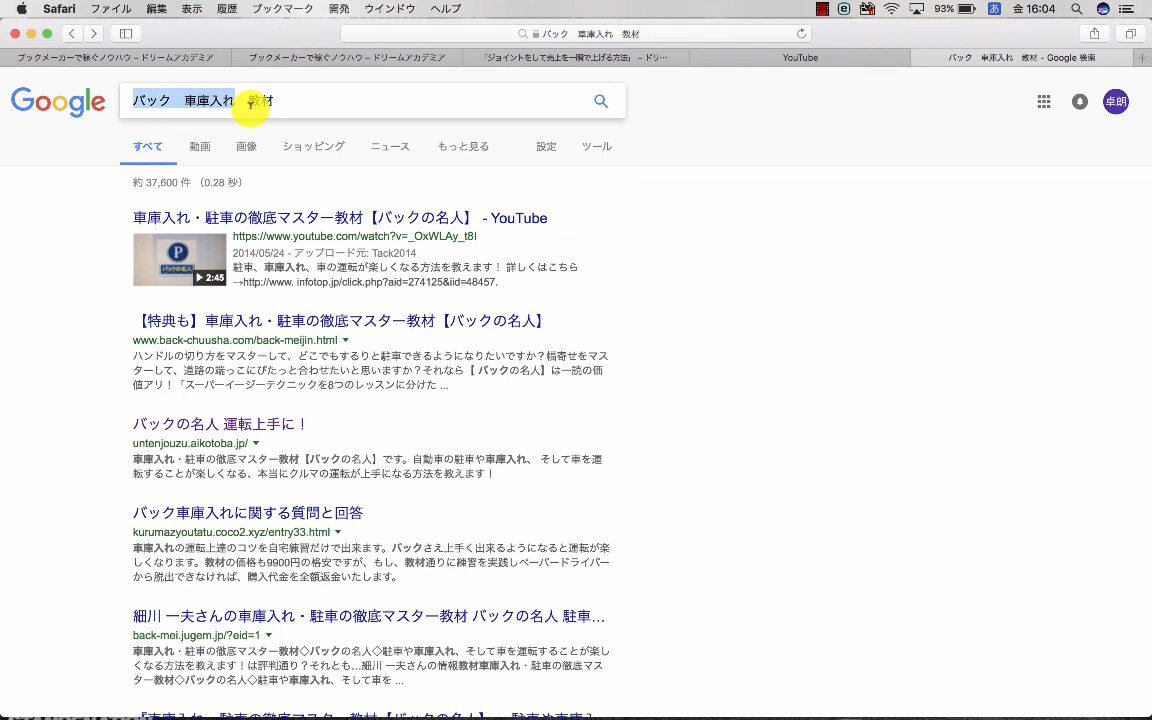 Safari ファイル 編集 表示 履歴 ブックマーク 開発 ウインドウ ヘルプ 93% あ 金 16:04
バック 車庫入れ 教材
ブックメーカーで稼ぐノウハウ – ドリームアカデミア
ブックメーカーで稼ぐノウハウ – ドリームアカデミア
「ジョイントをして売上を一瞬で上げる方法」 – ドリ…
YouTube
バック 車庫入れ 教材 - Google 検索
Google
バック 車庫入れ 教材
卓朗
すべて 動画 画像 ショッピング ニュース もっと見る 設定 ツール
約 37,600 件 （0.28 秒）
車庫入れ・駐車の徹底マスター教材【バックの名人】 - YouTube
https://www.youtube.com/watch?v=_OxWLAy_t8I
2014/05/24 - アップロード元: Tack2014
駐車、車庫入れ、車の運転が楽しくなる方法を教えます！ 詳しくはこちら
→http://www. infotop.jp/click.php?aid=274125&iid=48457.
P
バックの名人
2:45
【特典も】車庫入れ・駐車の徹底マスター教材【バックの名人】
www.back-chuusha.com/back-meijin.html
ハンドルの切り方をマスターして、どこでもするりと駐車できるようになりたいですか？幅寄せをマス
ターして、道路の端っこにぴたっと合わせたいと思いますか？それなら【 バックの名人】は一読の価
値アリ！「スーパーイージーテクニックを8つのレッスンに分けた ...
バックの名人 運転上手に！
untenjouzu.aikotoba.jp/
車庫入れ・駐車の徹底マスター教材【バックの名人】です。自動車の駐車や車庫入れ、 そして車を運
転することが楽しくなる、本当にクルマの運転が上手になる方法を教えます！
バック車庫入れに関する質問と回答
kurumazyoutatu.coco2.xyz/entry33.html
車庫入れの運転上達のコツを自宅練習だけで出来ます。バックさえ上手く出来るようになると運転が楽
しくなります。教材の価格も9900円の格安ですが、もし、教材通りに練習を実践しペーパードライバー
から脱出できなければ、購入代金を全額返金いたします。
細川 一夫さんの車庫入れ・駐車の徹底マスター教材 バックの名人 駐車…
back-mei.jugem.jp/?eid=1
車庫入れ・駐車の徹底マスター教材◇バックの名人◇駐車や車庫入れ、そして車を運転することが楽し
くなる方法を教えます！は評判通り？それとも…細川 一夫さんの情報教材車庫入れ・駐車の徹底マス
ター教材◇バックの名人◇駐車や車庫入れ、そして車を ...